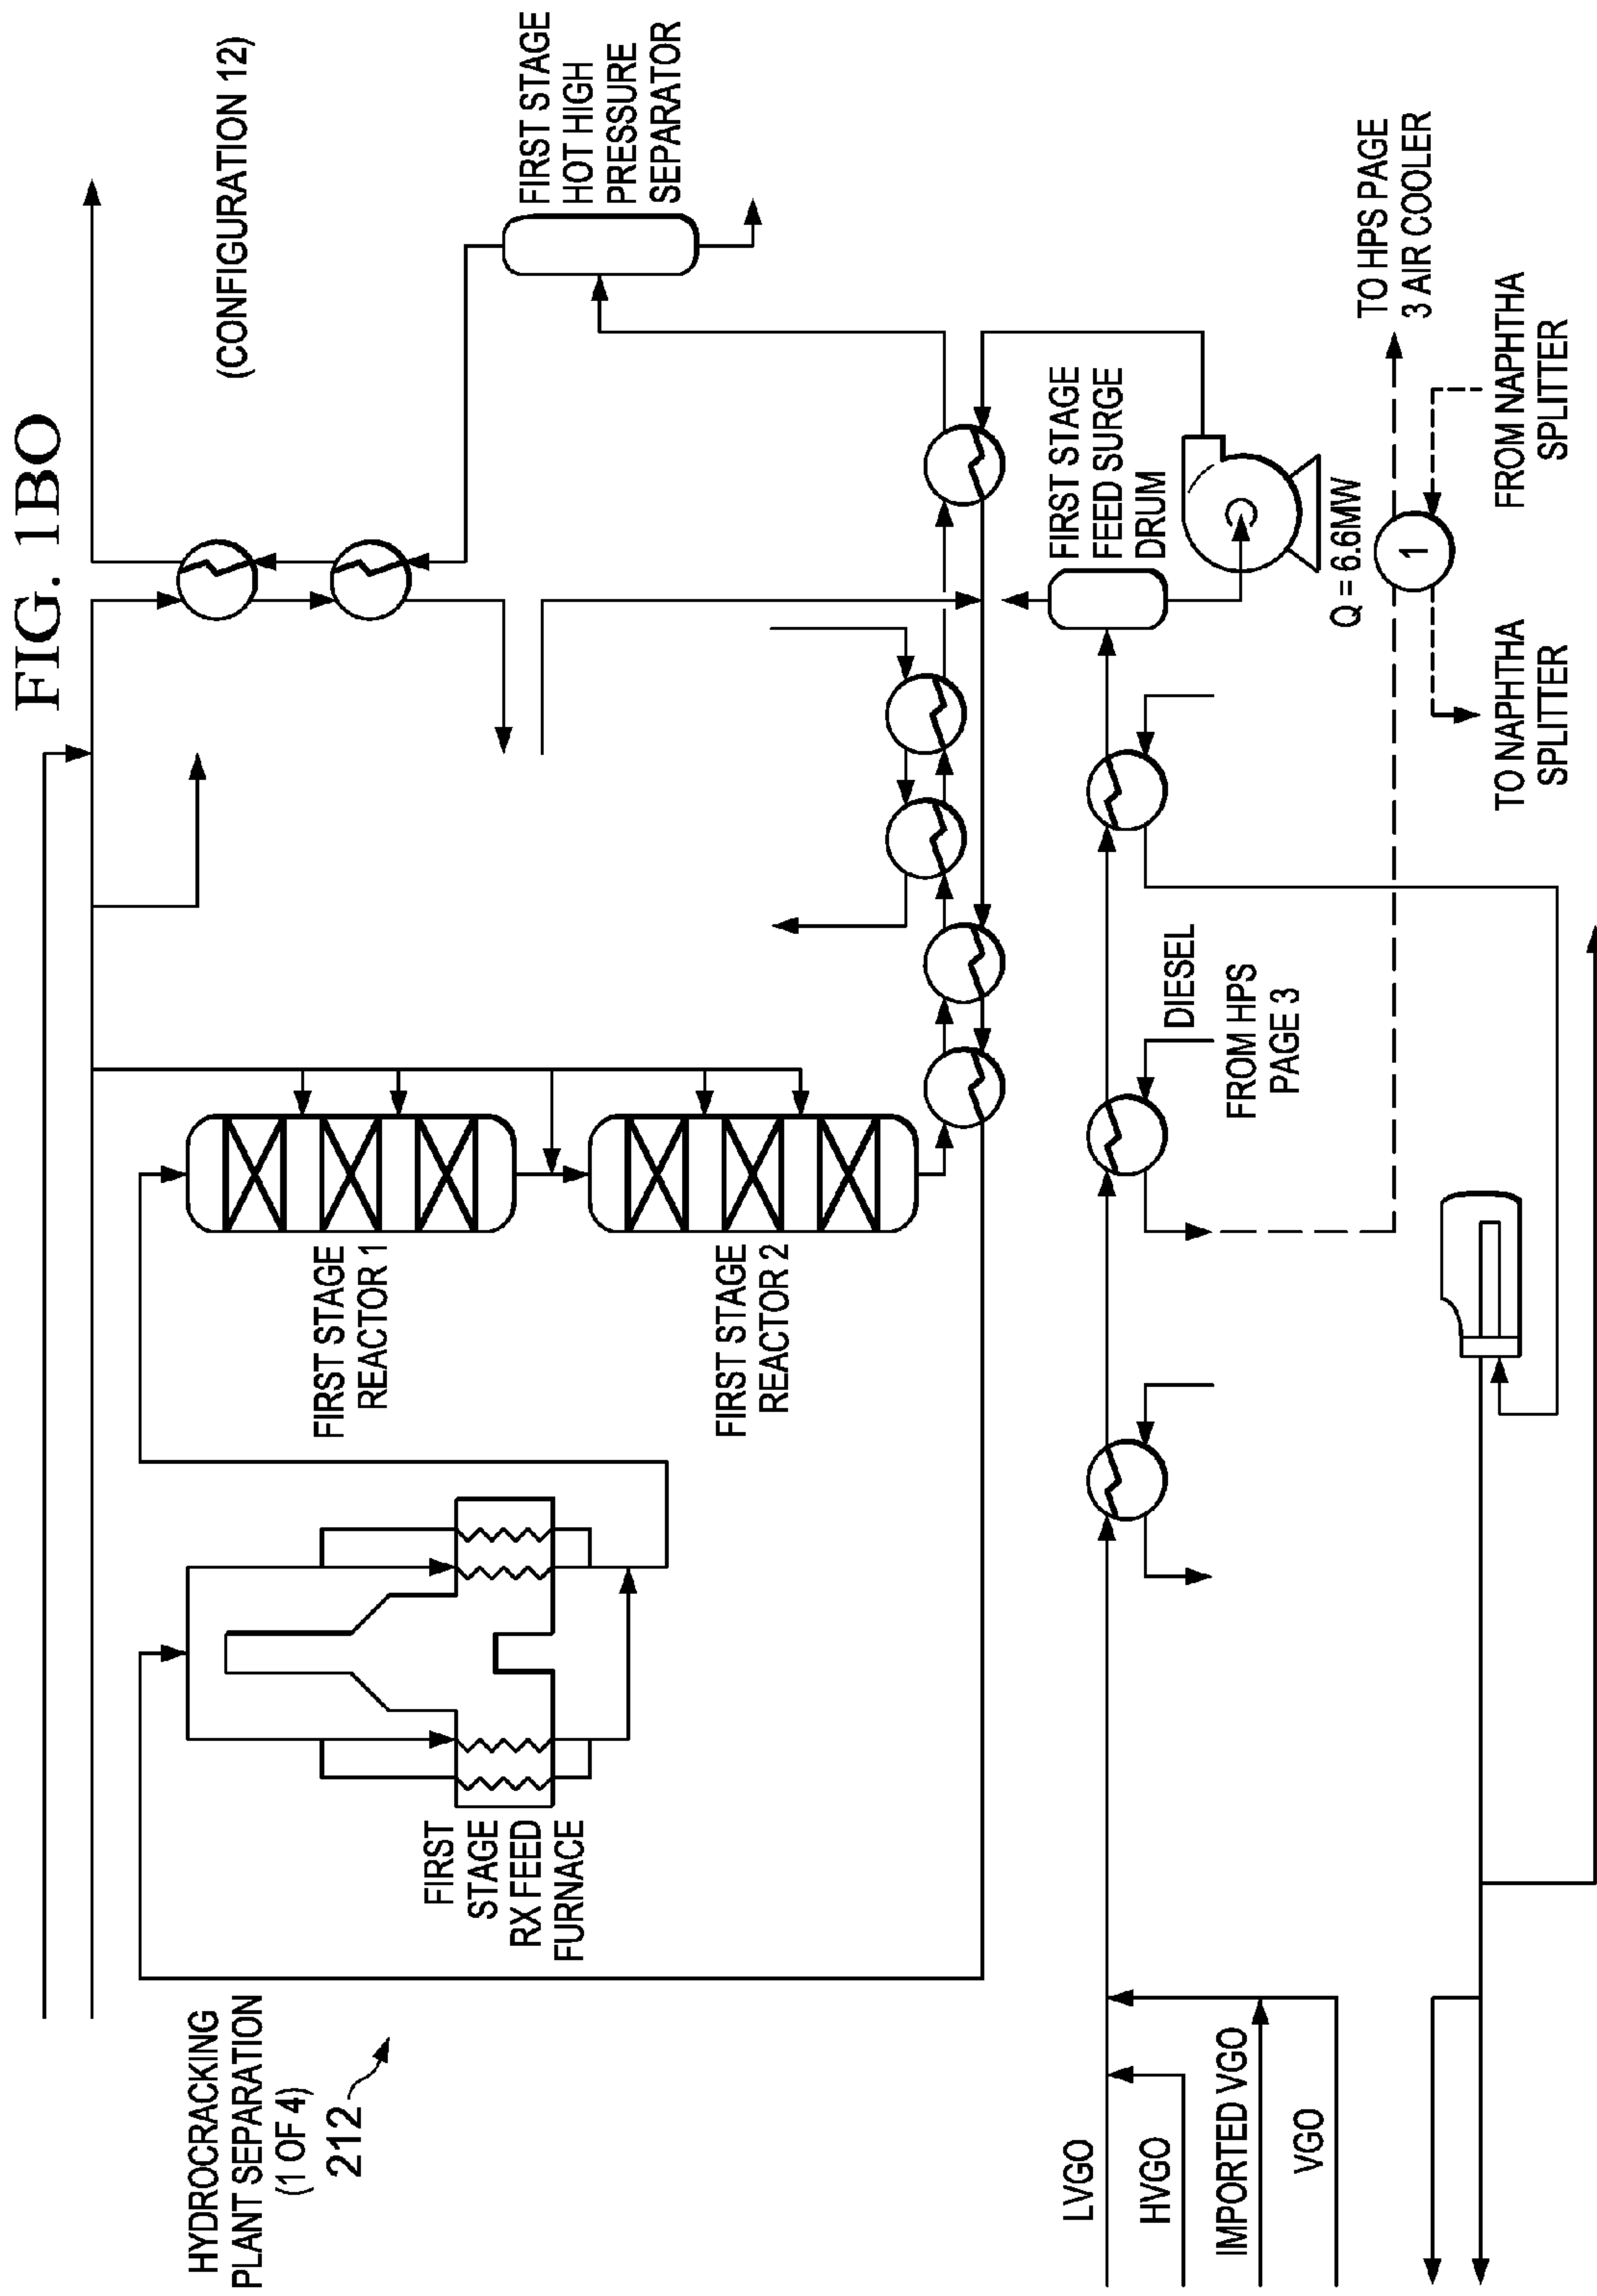 FIG. 1BO
(CONFIGURATION 12)
HYDROCRACKING
PLANT SEPARATION
(1 OF 4)
212
FIRST
STAGE
RX FEED
FURNACE
FIRST STAGE
REACTOR 1
FIRST STAGE
REACTOR 2
FIRST STAGE
HOT HIGH
PRESSURE
SEPARATOR
LVGO
HVGO
IMPORTED VGO
VGO
DIESEL
FROM HPS
PAGE 3
FIRST STAGE
FEED SURGE
DRUM
Q = 6.6MW
1
TO HPS PAGE
3 AIR COOLER
TO NAPHTHA
SPLITTER
FROM NAPHTHA
SPLITTER